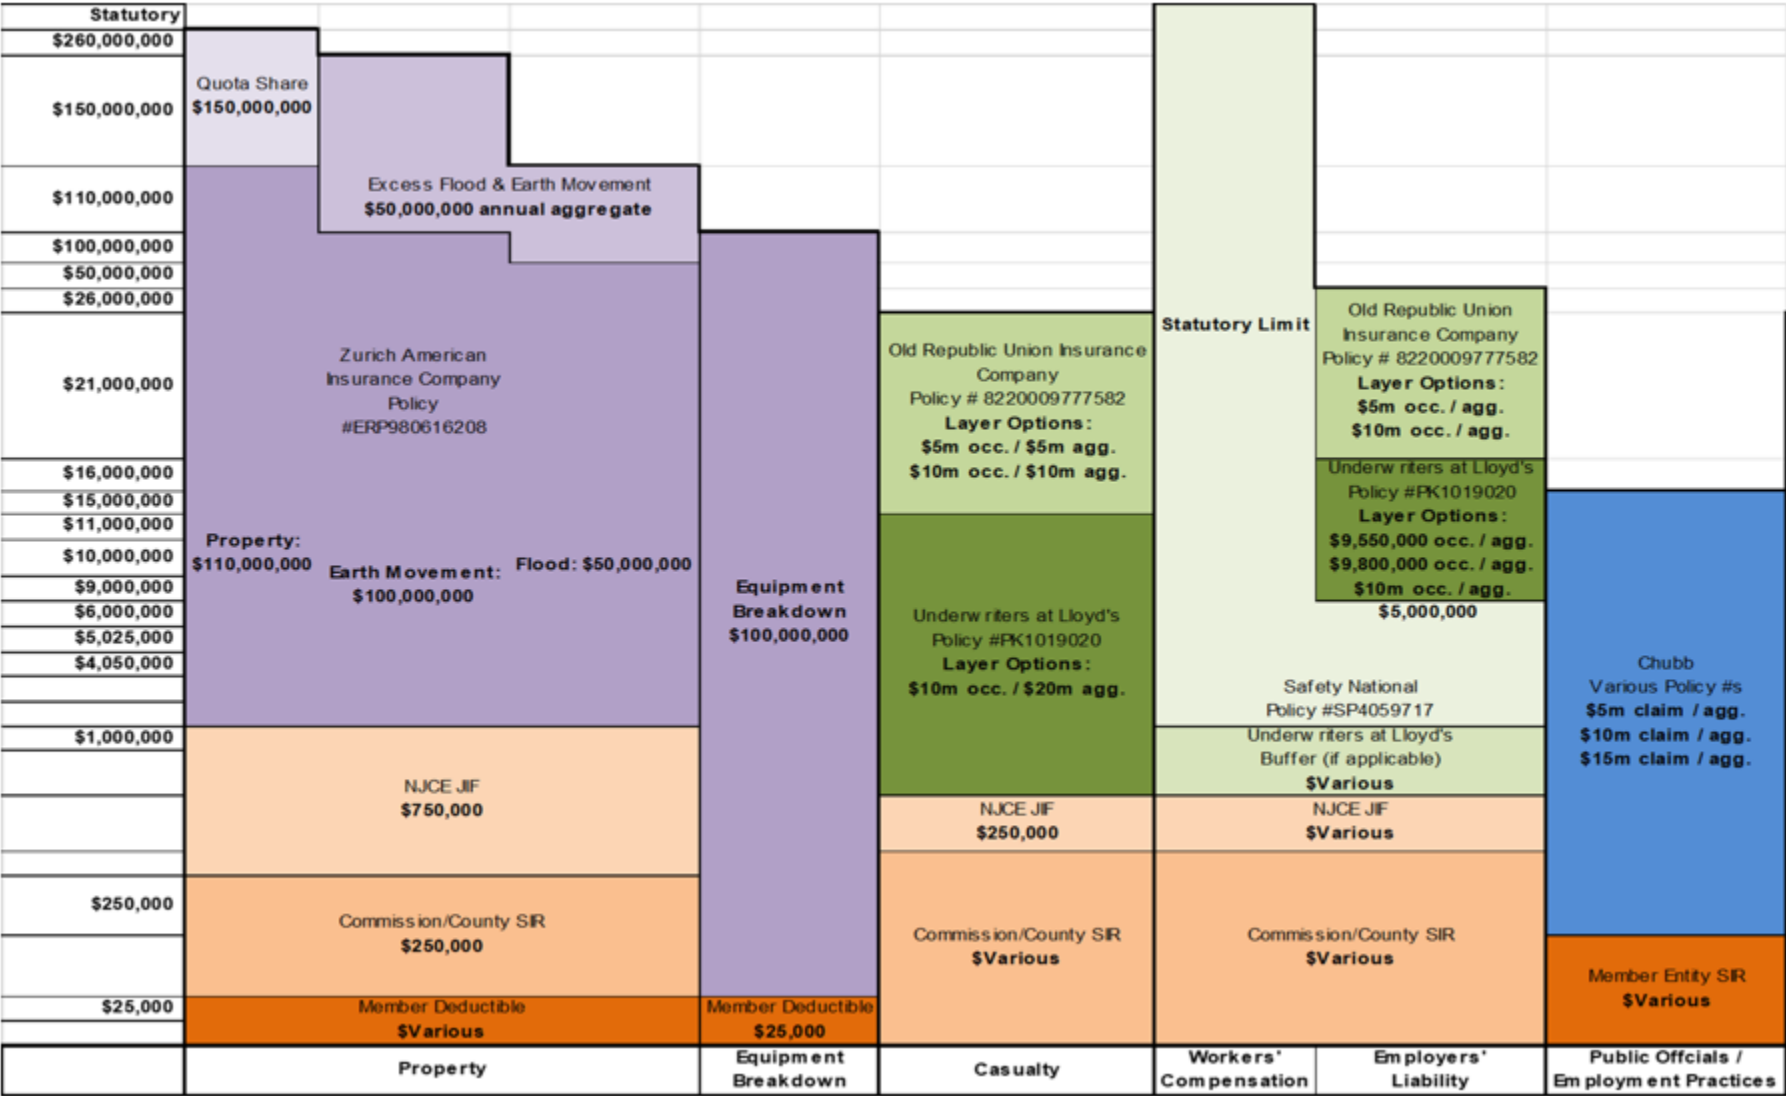 Statutory
$260,000,000
$150,000,000
$110,000,000
$100,000,000
$50,000,000
$26,000,000
$21,000,000
$16,000,000
$15,000,000
$11,000,000
$10,000,000
$9,000,000
$6,000,000
$5,025,000
$4,050,000
$1,000,000
$250,000
$25,000
Quota Share
$150,000,000
Excess Flood & Earth Movement
$50,000,000 annual aggregate
Zurich American
Insurance Company
Policy
#ERP980616208
Property:
$110,000,000
Earth Movement:
$100,000,000
Flood: $50,000,000
NJCE JIF
$750,000
Commission/County SIR
$250,000
Member Deductible
$Various
Equipment
Breakdown
$100,000,000
Member Deductible
$25,000
Old Republic Union Insurance
Company
Policy # 8220009777582
Layer Options:
$5m occ. / $5m agg.
$10m occ. / $10m agg.
Underwriters at Lloyd's
Policy #PK1019020
Layer Options:
$10m occ. / $20m agg.
NJCE JIF
$250,000
Commission/County SIR
$Various
Statutory Limit
Old Republic Union
Insurance Company
Policy # 8220009777582
Layer Options:
$5m occ. / agg.
$10m occ. / agg.
Underwriters at Lloyd's
Policy #PK1019020
Layer Options:
$9,550,000 occ. / agg.
$9,800,000 occ. / agg.
$10m occ. / agg.
$5,000,000
Safety National
Policy #SP4059717
Underwriters at Lloyd's
Buffer (if applicable)
$Various
NJCE JIF
$Various
Commission/County SIR
$Various
Chubb
Various Policy #s
$5m claim / agg.
$10m claim / agg.
$15m claim / agg.
Member Entity SIR
$Various
Property
Equipment
Breakdown
Casualty
Workers'
Compensation
Employers'
Liability
Public Offcials /
Employment Practices